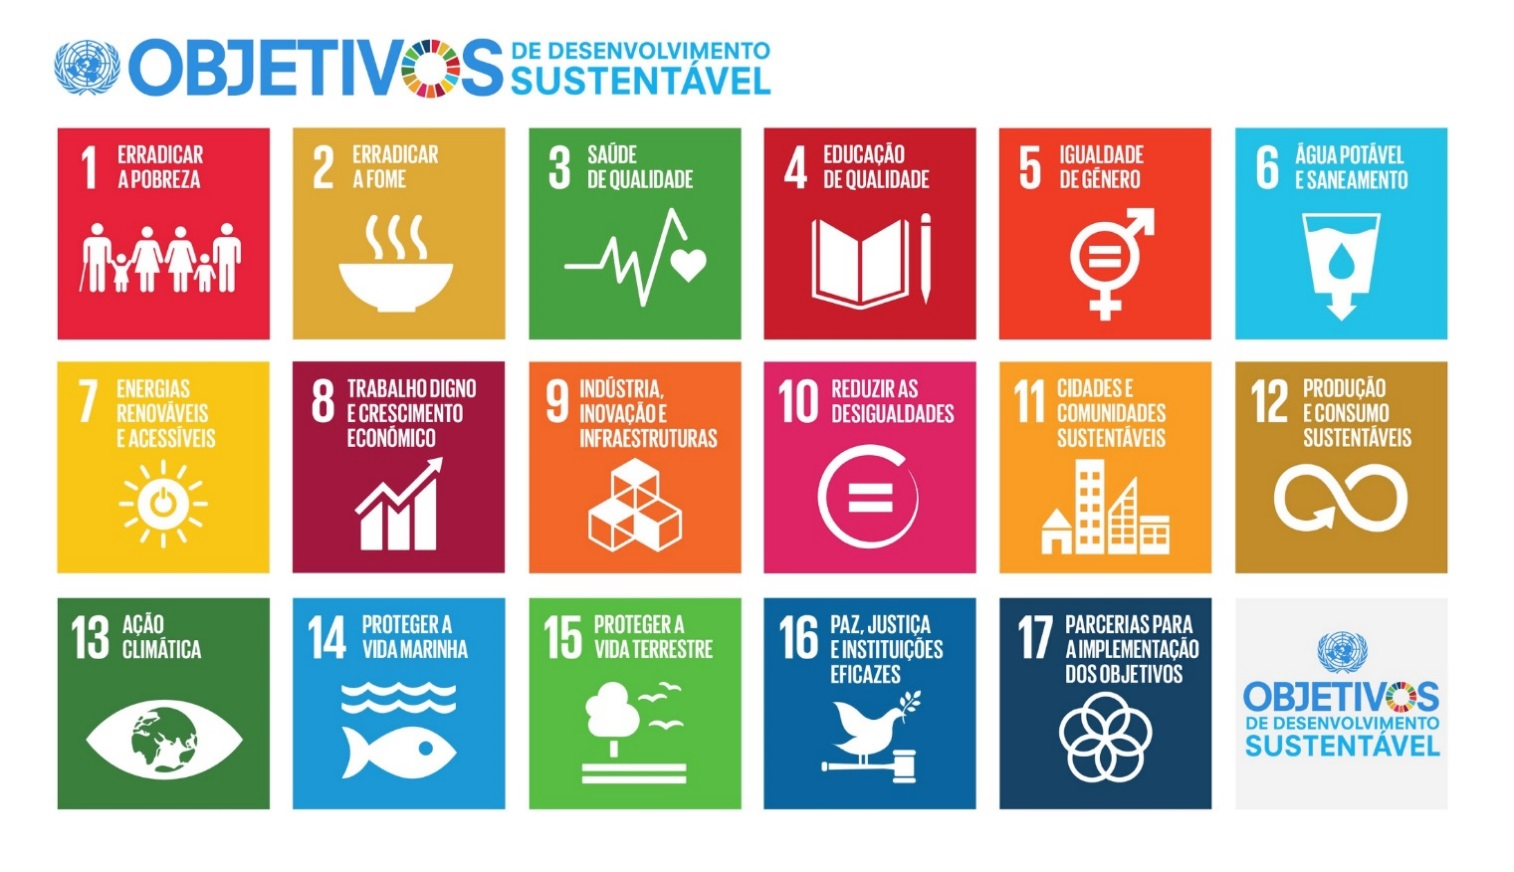 OBJETIVOS DE DESENVOLVIMENTO
SUSTENTÁVEL
1 ERRADICAR
A POBREZA
2 ERRADICAR
A FOME
3 SAÚDE
DE QUALIDADE
4 EDUCAÇÃO
DE QUALIDADE
5 IGUALDADE
DE GÉNERO
6 ÁGUA POTÁVEL
E SANEAMENTO
7 ENERGIAS
RENOVÁVEIS
E ACESSÍVEIS
8 TRABALHO DIGNO
E CRESCIMENTO
ECONÓMICO
9 INDÚSTRIA,
INOVAÇÃO E
INFRAESTRUTURAS
10 REDUZIR AS
DESIGUALDADES
11 CIDADES E
COMUNIDADES
SUSTENTÁVEIS
12 PRODUÇÃO
E CONSUMO
SUSTENTÁVEIS
13 AÇÃO
CLIMÁTICA
14 PROTEGER A
VIDA MARINHA
15 PROTEGER A
VIDA TERRESTRE
16 PAZ, JUSTIÇA
E INSTITUIÇÕES
EFICAZES
17 PARCERIAS PARA
A IMPLEMENTAÇÃO
DOS OBJETIVOS
OBJETIVOS
DE DESENVOLVIMENTO
SUSTENTÁVEL